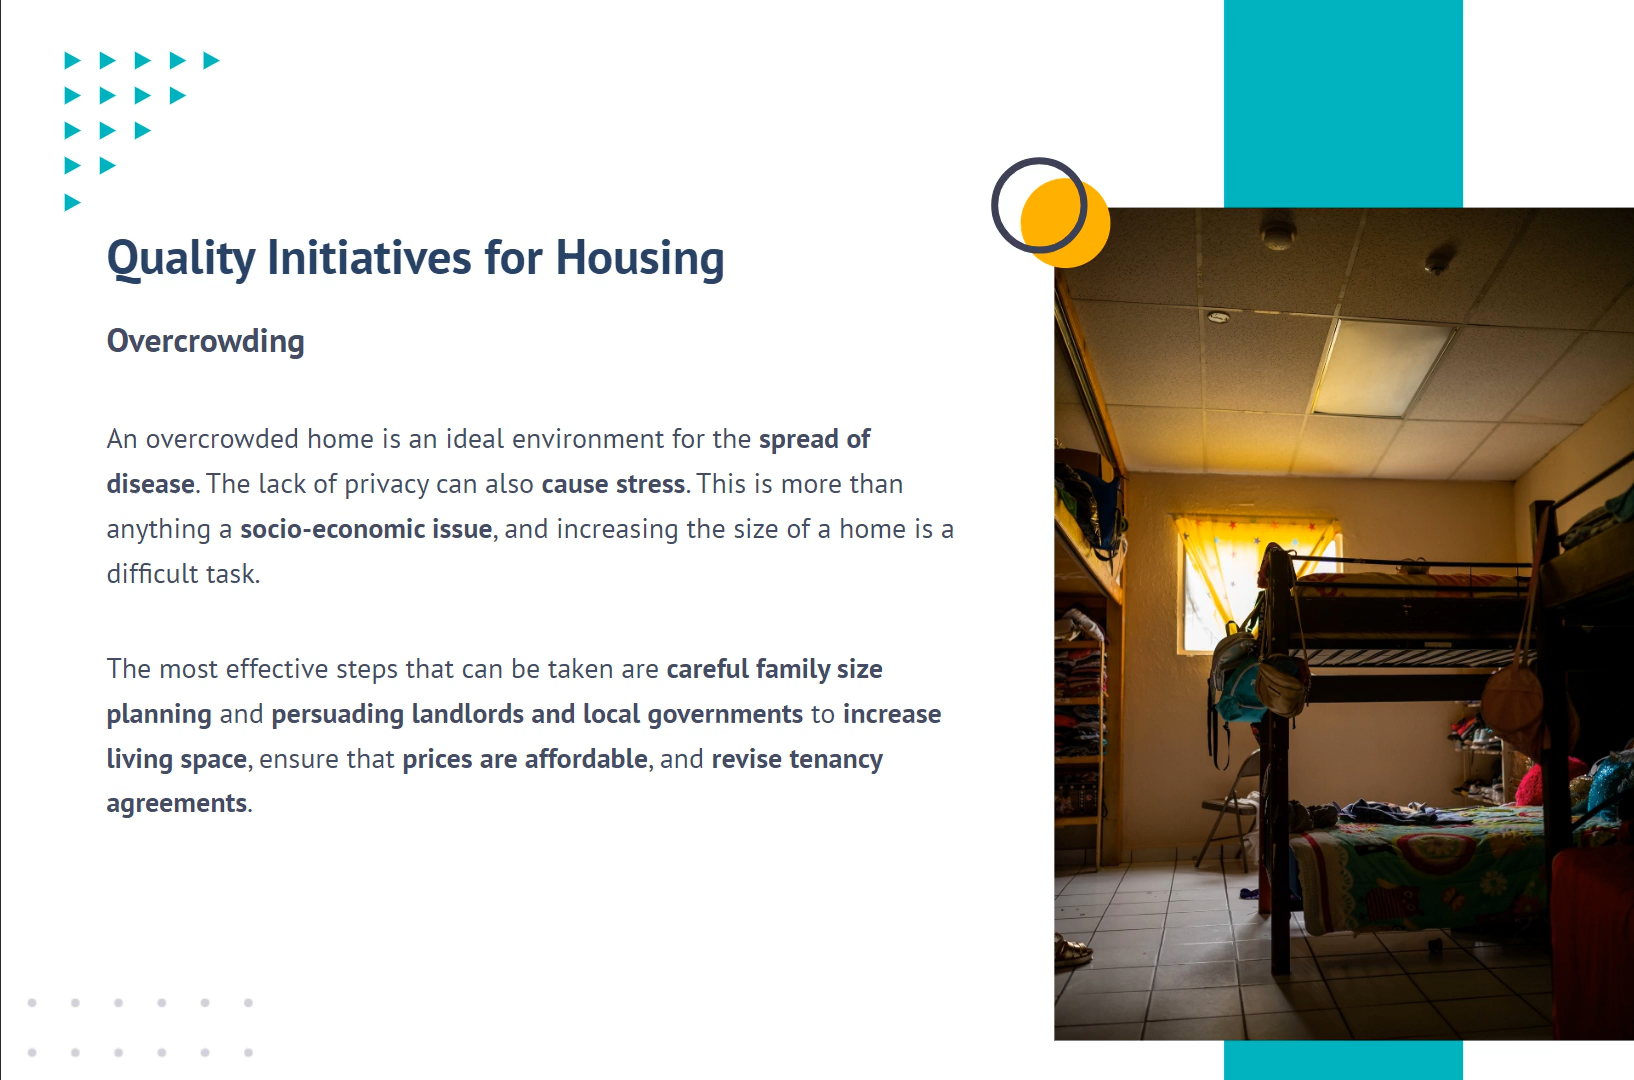 Quality Initiatives for Housing
Overcrowding
An overcrowded home is an ideal environment for the spread of
disease. The lack of privacy can also cause stress. This is more than
anything a socio-economic issue, and increasing the size of a home is a
difficult task.
The most effective steps that can be taken are careful family size
planning and persuading landlords and local governments to increase
living space, ensure that prices are affordable, and revise tenancy
agreements.